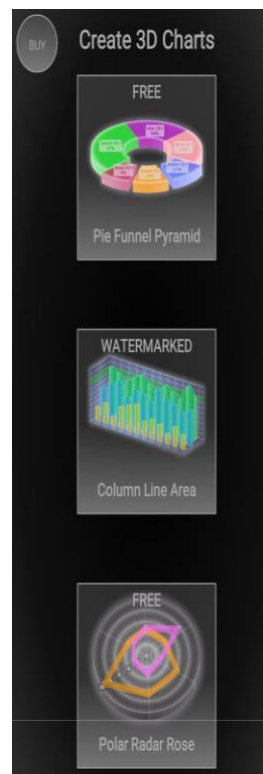 BUY
Create 3D Charts
FREE
Pie Funnel Pyramid
WATERMARKED
Column Line Area
FREE
Polar Radar Rose